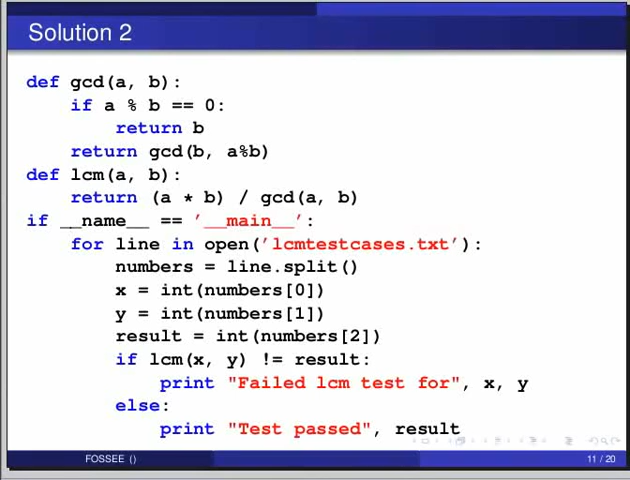 Solution 2
def gcd(a, b):
    if a % b == 0:
        return b
    return gcd(b, a%b)
def lcm(a, b):
    return (a * b) / gcd(a, b)
if __name__ == '__main__':
    for line in open('lcmtestcases.txt'):
        numbers = line.split()
        x = int(numbers[0])
        y = int(numbers[1])
        result = int(numbers[2])
        if lcm(x, y) != result:
            print "Failed lcm test for", x, y
        else:
            print "Test passed", result
FOSSEE () 11 / 20